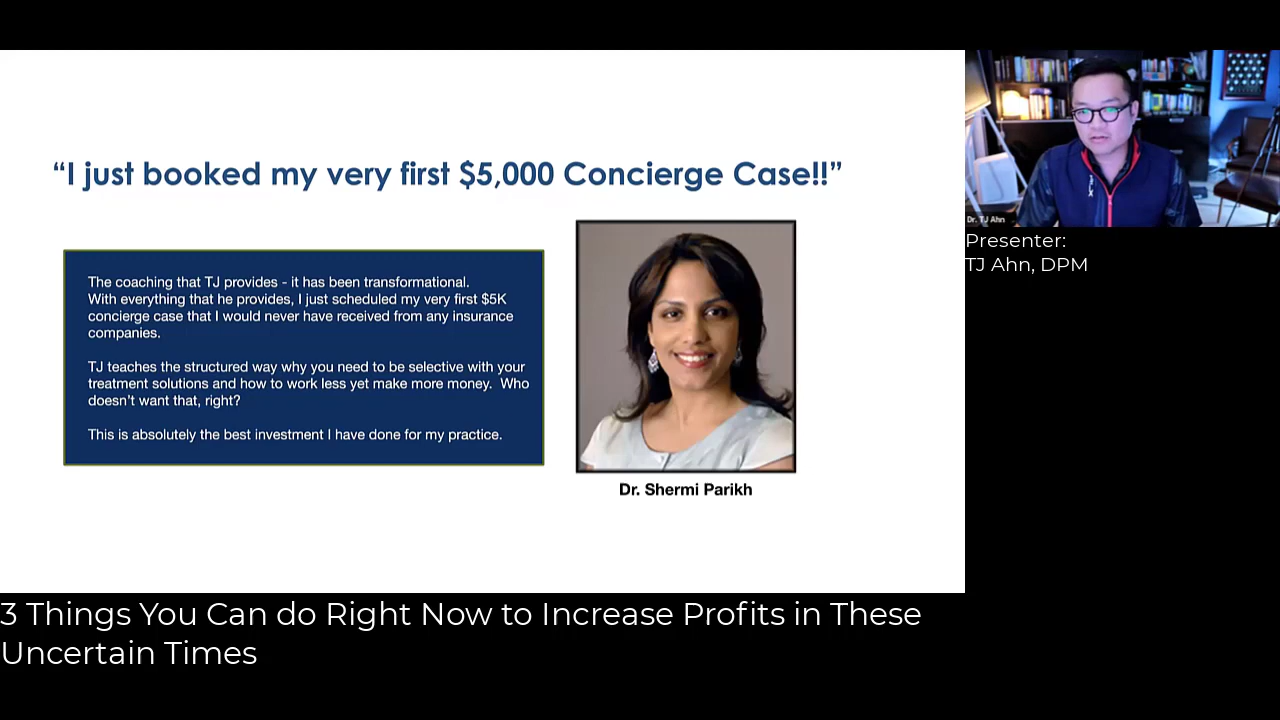 “I just booked my very first $5,000 Concierge Case!!”
The coaching that TJ provides - it has been transformational.
With everything that he provides, I just scheduled my very first $5K
concierge case that I would never have received from any insurance
companies.
TJ teaches the structured way why you need to be selective with your
treatment solutions and how to work less yet make more money.  Who
doesn’t want that, right?
This is absolutely the best investment I have done for my practice.
Dr. Shermi Parikh
Dr. TJ Ahn
Presenter:
TJ Ahn, DPM
3 Things You Can do Right Now to Increase Profits in These
Uncertain Times